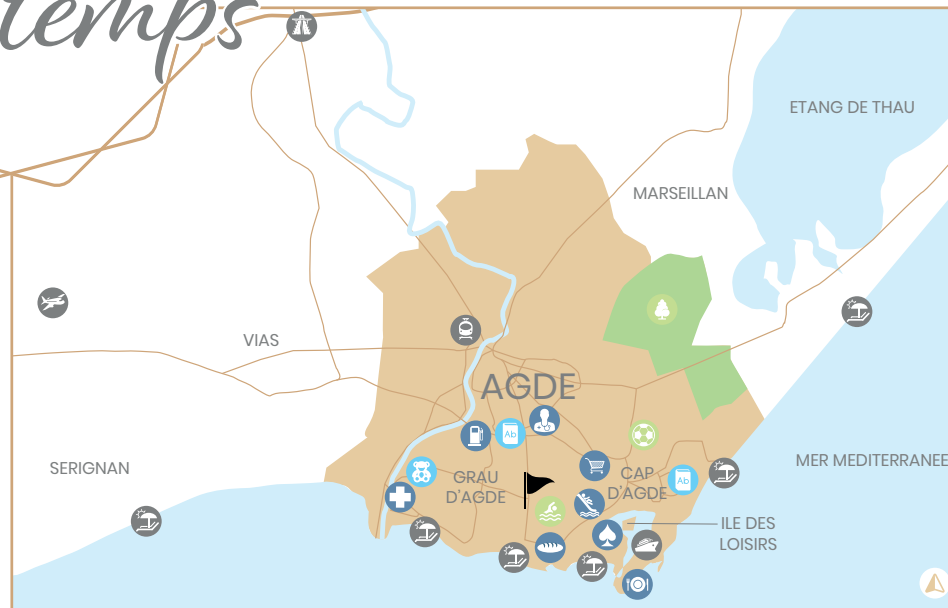 temps
ETANG DE THAU
MARSEILLAN
VIAS
AGDE
Ab
SERIGNAN
MER MEDITERRANEE
GRAU
D'AGDE
CAP
D'AGDE
Ab
ILE DES
LOISIRS